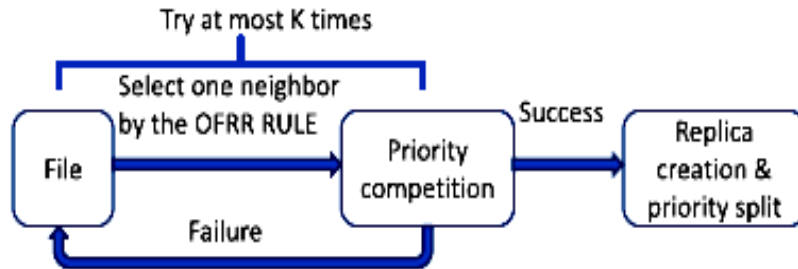 Try at most K times
Select one neighbor
by the OFRR RULE
File
Priority
competition
Success
Replica
creation &
priority split
Failure